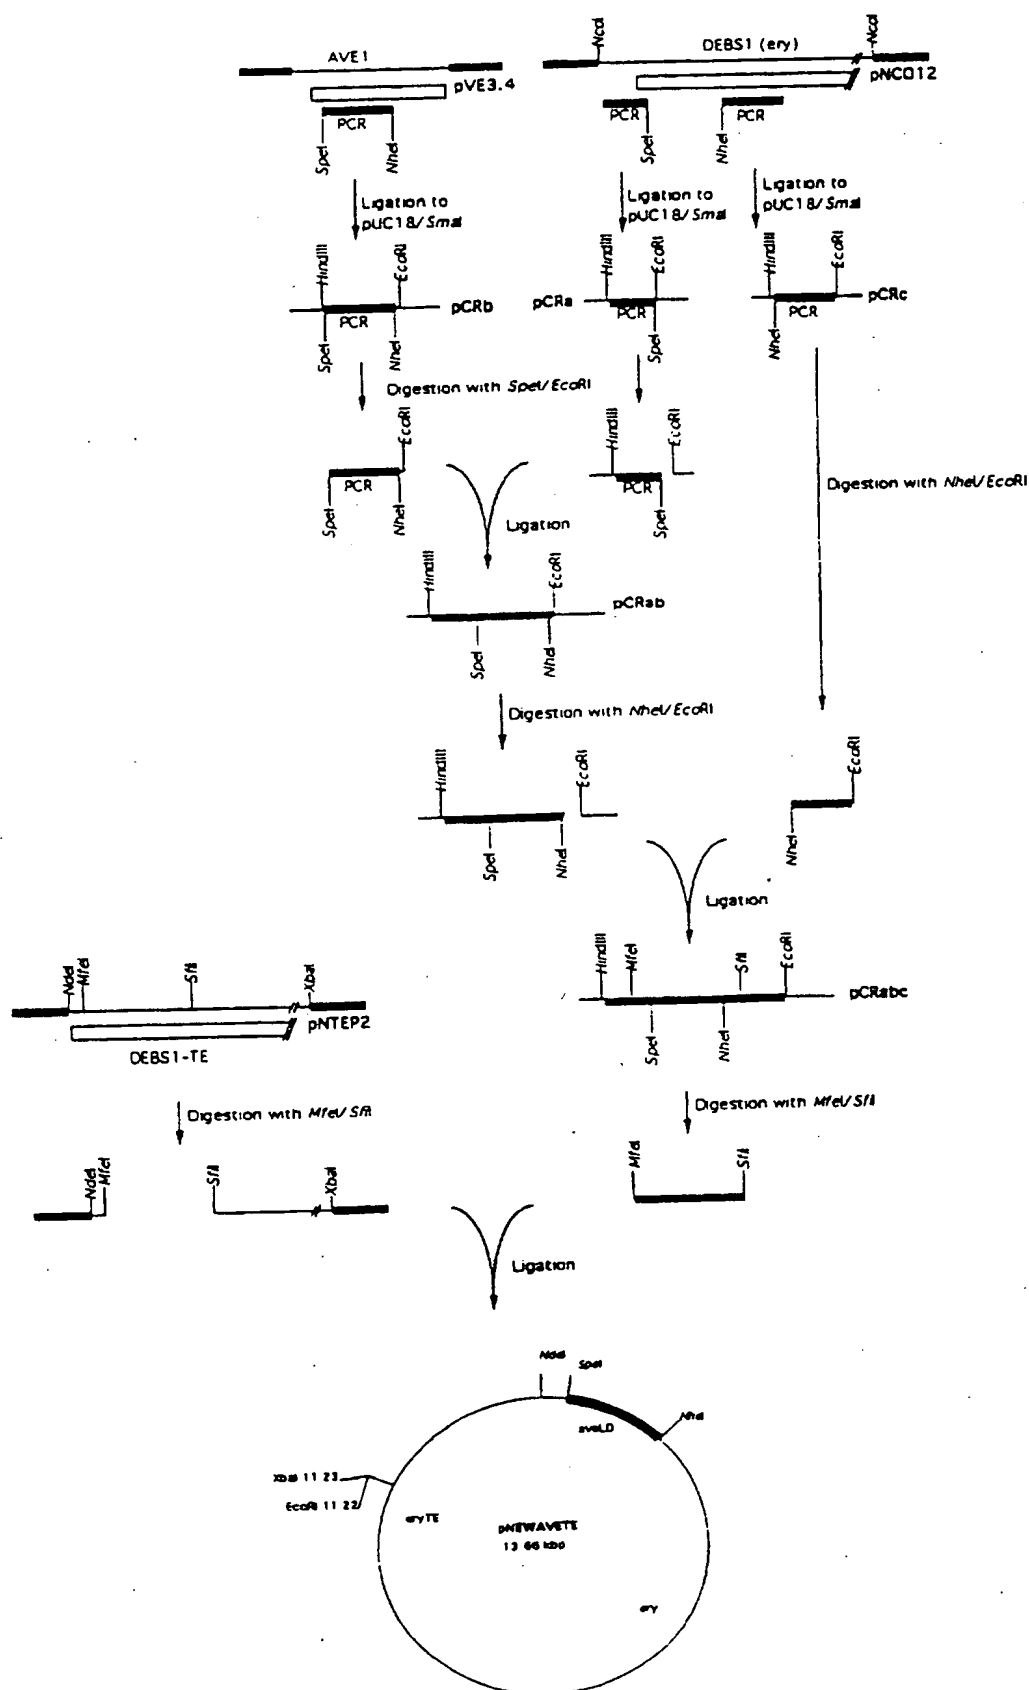 AVE1
pVE3.4
PCR
SpeI
NheI
NcoI
DEBS1 (ery)
NcoI
pNCO12
PCR
SpeI
NheI
PCR
Ligation to
pUC18/SmaI
Ligation to
pUC18/SmaI
Ligation to
pUC18/SmaI
HindIII
EcoRI
pCRb
PCR
SpeI
NheI
pCRa
HindIII
EcoRI
PCR
SpeI
HindIII
EcoRI
pCRc
PCR
NheI
Digestion with SpeI/EcoRI
EcoRI
PCR
SpeI
NheI
HindIII
EcoRI
PCR
SpeI
Digestion with NheI/EcoRI
Ligation
HindIII
EcoRI
pCRab
SpeI
NheI
Digestion with NheI/EcoRI
HindIII
EcoRI
SpeI
NheI
EcoRI
NheI
Ligation
NdeI
MfeI
SfiI
XbaI
pNTEP2
DEBS1-TE
HindIII
MfeI
SfiI
EcoRI
pCRabc
SpeI
NheI
Digestion with MfeI/SfiI
Digestion with MfeI/SfiI
NdeI
MfeI
SfiI
XbaI
MfeI
SfiI
Ligation
NdeI
SpeI
NheI
aveLD
XbaI 11 23
EcoRI 11 22
eryTE
pNEWAVETE
13 66 kbp
ery